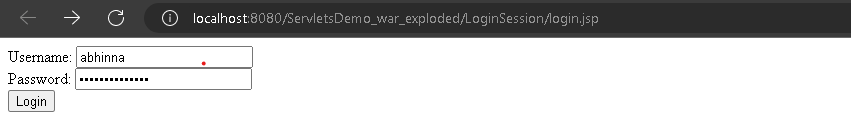 localhost:8080/ServletsDemo_war_exploded/LoginSession/login.jsp
Username: abhinna
Password: ••••••••••••••
Login